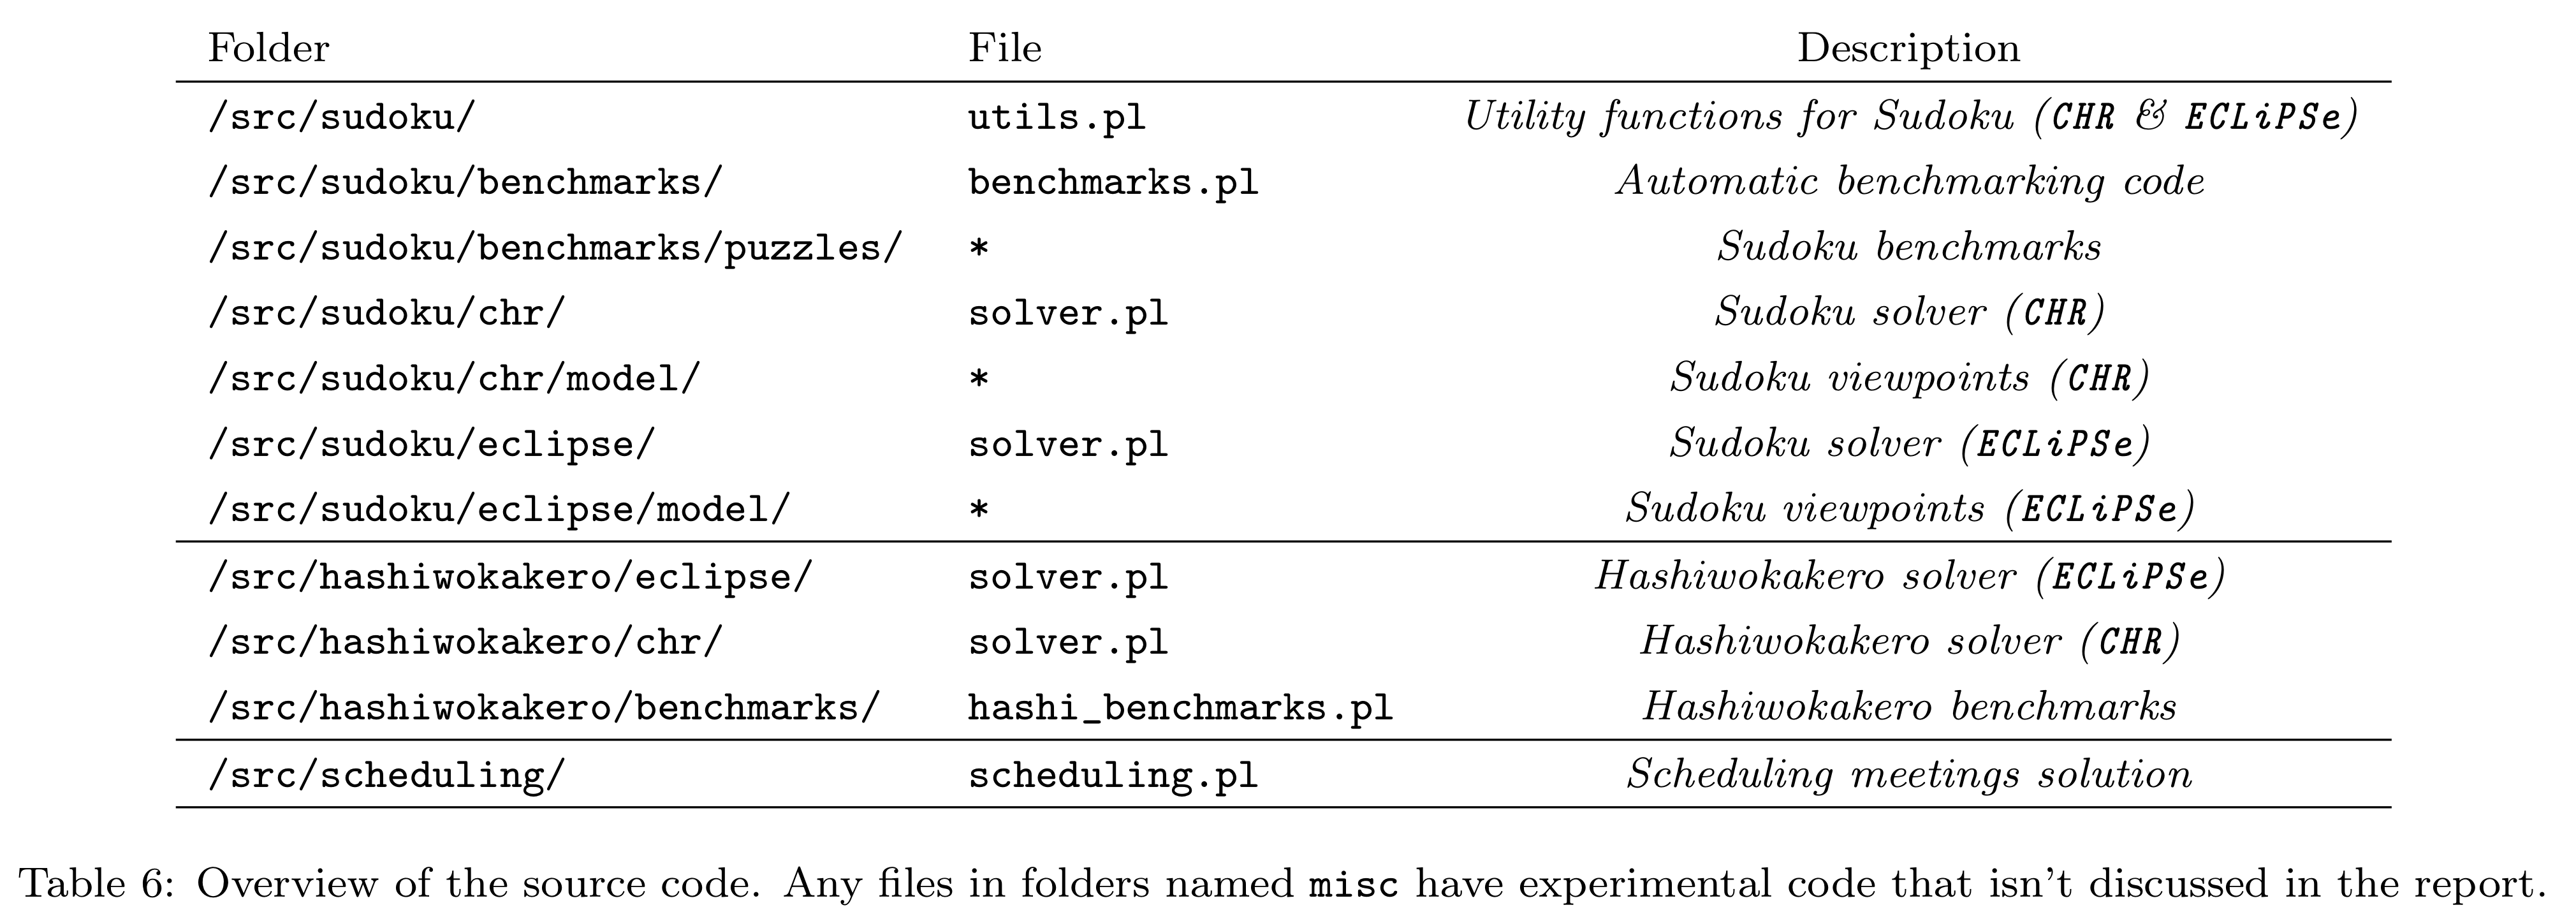 Folder File Description
/src/sudoku/ utils.pl Utility functions for Sudoku (CHR & ECLiPSe)
/src/sudoku/benchmarks/ benchmarks.pl Automatic benchmarking code
/src/sudoku/benchmarks/puzzles/ * Sudoku benchmarks
/src/sudoku/chr/ solver.pl Sudoku solver (CHR)
/src/sudoku/chr/model/ * Sudoku viewpoints (CHR)
/src/sudoku/eclipse/ solver.pl Sudoku solver (ECLiPSe)
/src/sudoku/eclipse/model/ * Sudoku viewpoints (ECLiPSe)
/src/hashiwokakero/eclipse/ solver.pl Hashiwokakero solver (ECLiPSe)
/src/hashiwokakero/chr/ solver.pl Hashiwokakero solver (CHR)
/src/hashiwokakero/benchmarks/ hashi_benchmarks.pl Hashiwokakero benchmarks
/src/scheduling/ scheduling.pl Scheduling meetings solution
Table 6: Overview of the source code. Any files in folders named misc have experimental code that isn't discussed in the report.